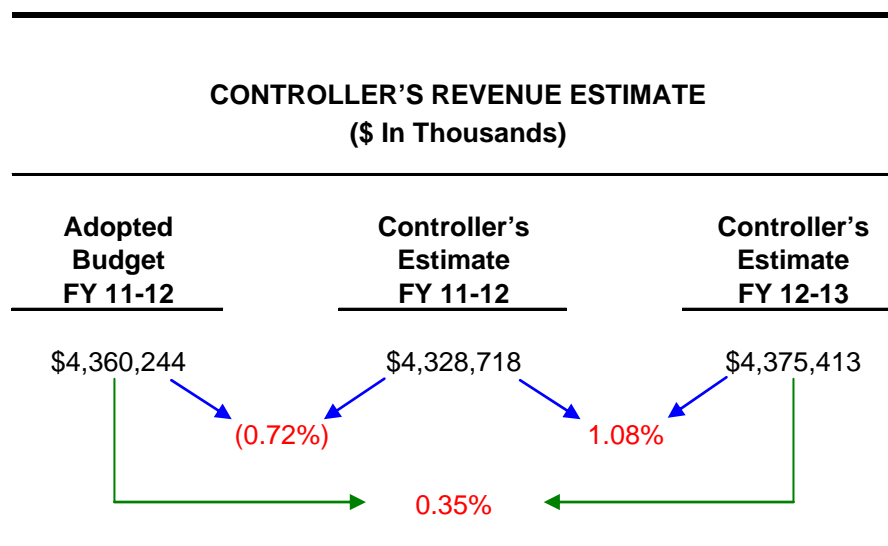 CONTROLLER’S REVENUE ESTIMATE
($ In Thousands)
Adopted Controller’s Controller’s
Budget Estimate Estimate
FY 11-12 FY 11-12 FY 12-13
$4,360,244 $4,328,718 $4,375,413
(0.72%) 1.08%
0.35%